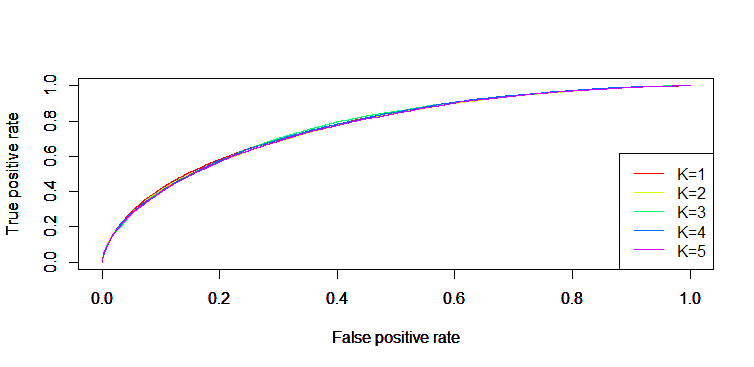 True positive rate
1.0
0.8
0.6
0.4
0.2
0.0
K=1
K=2
K=3
K=4
K=5
0.0 0.2 0.4 0.6 0.8 1.0
False positive rate